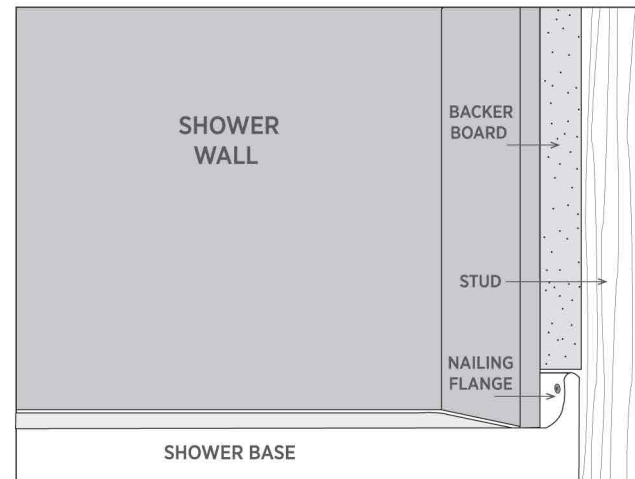 SHOWER
WALL
BACKER
BOARD
STUD
NAILING
FLANGE
SHOWER BASE